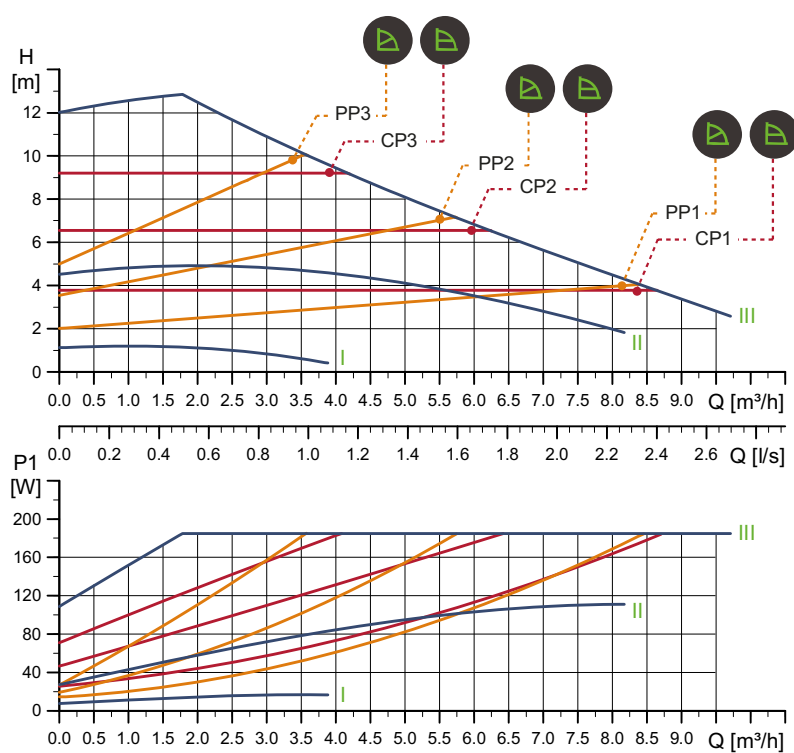 H
[m]
12
10
8
6
4
2
0
PP3
CP3
PP2
CP2
PP1
CP1
III
II
I
0.0 0.5 1.0 1.5 2.0 2.5 3.0 3.5 4.0 4.5 5.0 5.5 6.0 6.5 7.0 7.5 8.0 8.5 9.0 Q [m³/h]
0.0 0.2 0.4 0.6 0.8 1.0 1.2 1.4 1.6 1.8 2.0 2.2 2.4 2.6 Q [l/s]
P1
[W]
200
160
120
80
40
0
III
II
I
0.0 0.5 1.0 1.5 2.0 2.5 3.0 3.5 4.0 4.5 5.0 5.5 6.0 6.5 7.0 7.5 8.0 8.5 9.0 Q [m³/h]